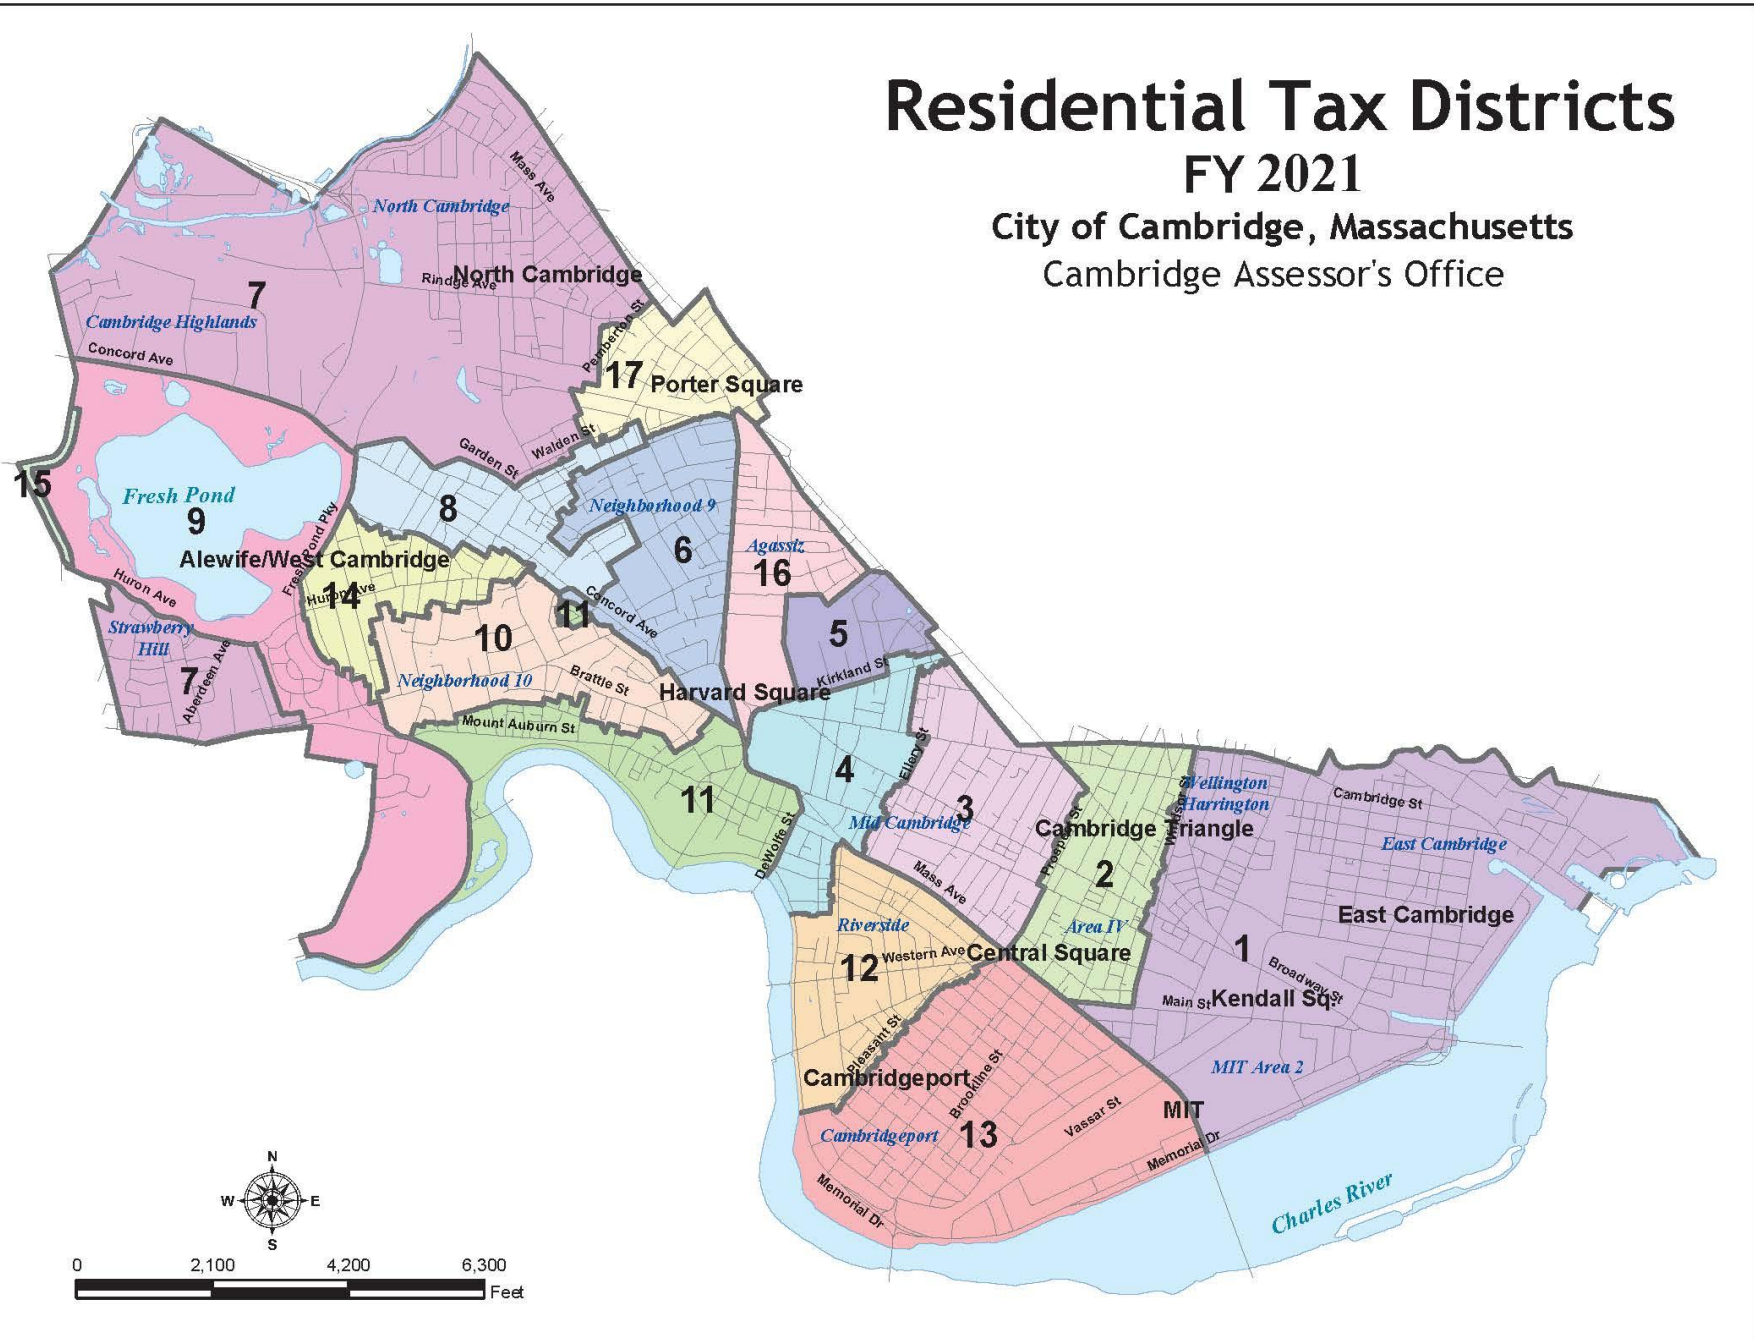 Residential Tax Districts
FY 2021
City of Cambridge, Massachusetts
Cambridge Assessor's Office
Mass Ave
North Cambridge
Rindge Ave
North Cambridge
7
Cambridge Highlands
Concord Ave
Pemberton St
17
Porter Square
Garden St
Walden St
15
Fresh Pond
9
8
Neighborhood 9
6
Agassiz
16
Fresh Pond Pky
Alewife/West Cambridge
Huron Ave
Huron Ave
14
11
Concord Ave
Strawberry
Hill
7
Aberdeen Ave
10
Neighborhood 10
Brattle St
5
Kirkland St
Harvard Square
Mount Auburn St
11
DeWolfe St
4
Ellery St
Mid Cambridge
3
Mass Ave
Prospect St
Cambridge Triangle
2
Area IV
Windsor St
Wellington
Harrington
Cambridge St
East Cambridge
East Cambridge
1
Broadway St
Main St
Kendall Sq.
MIT Area 2
Riverside
12
Western Ave
Central Square
Pleasant St
Cambridgeport
Brookline St
Cambridgeport
13
Vassar St
MIT
Memorial Dr
Memorial Dr
Charles River
N
W
E
S
0
2,100
4,200
6,300
Feet